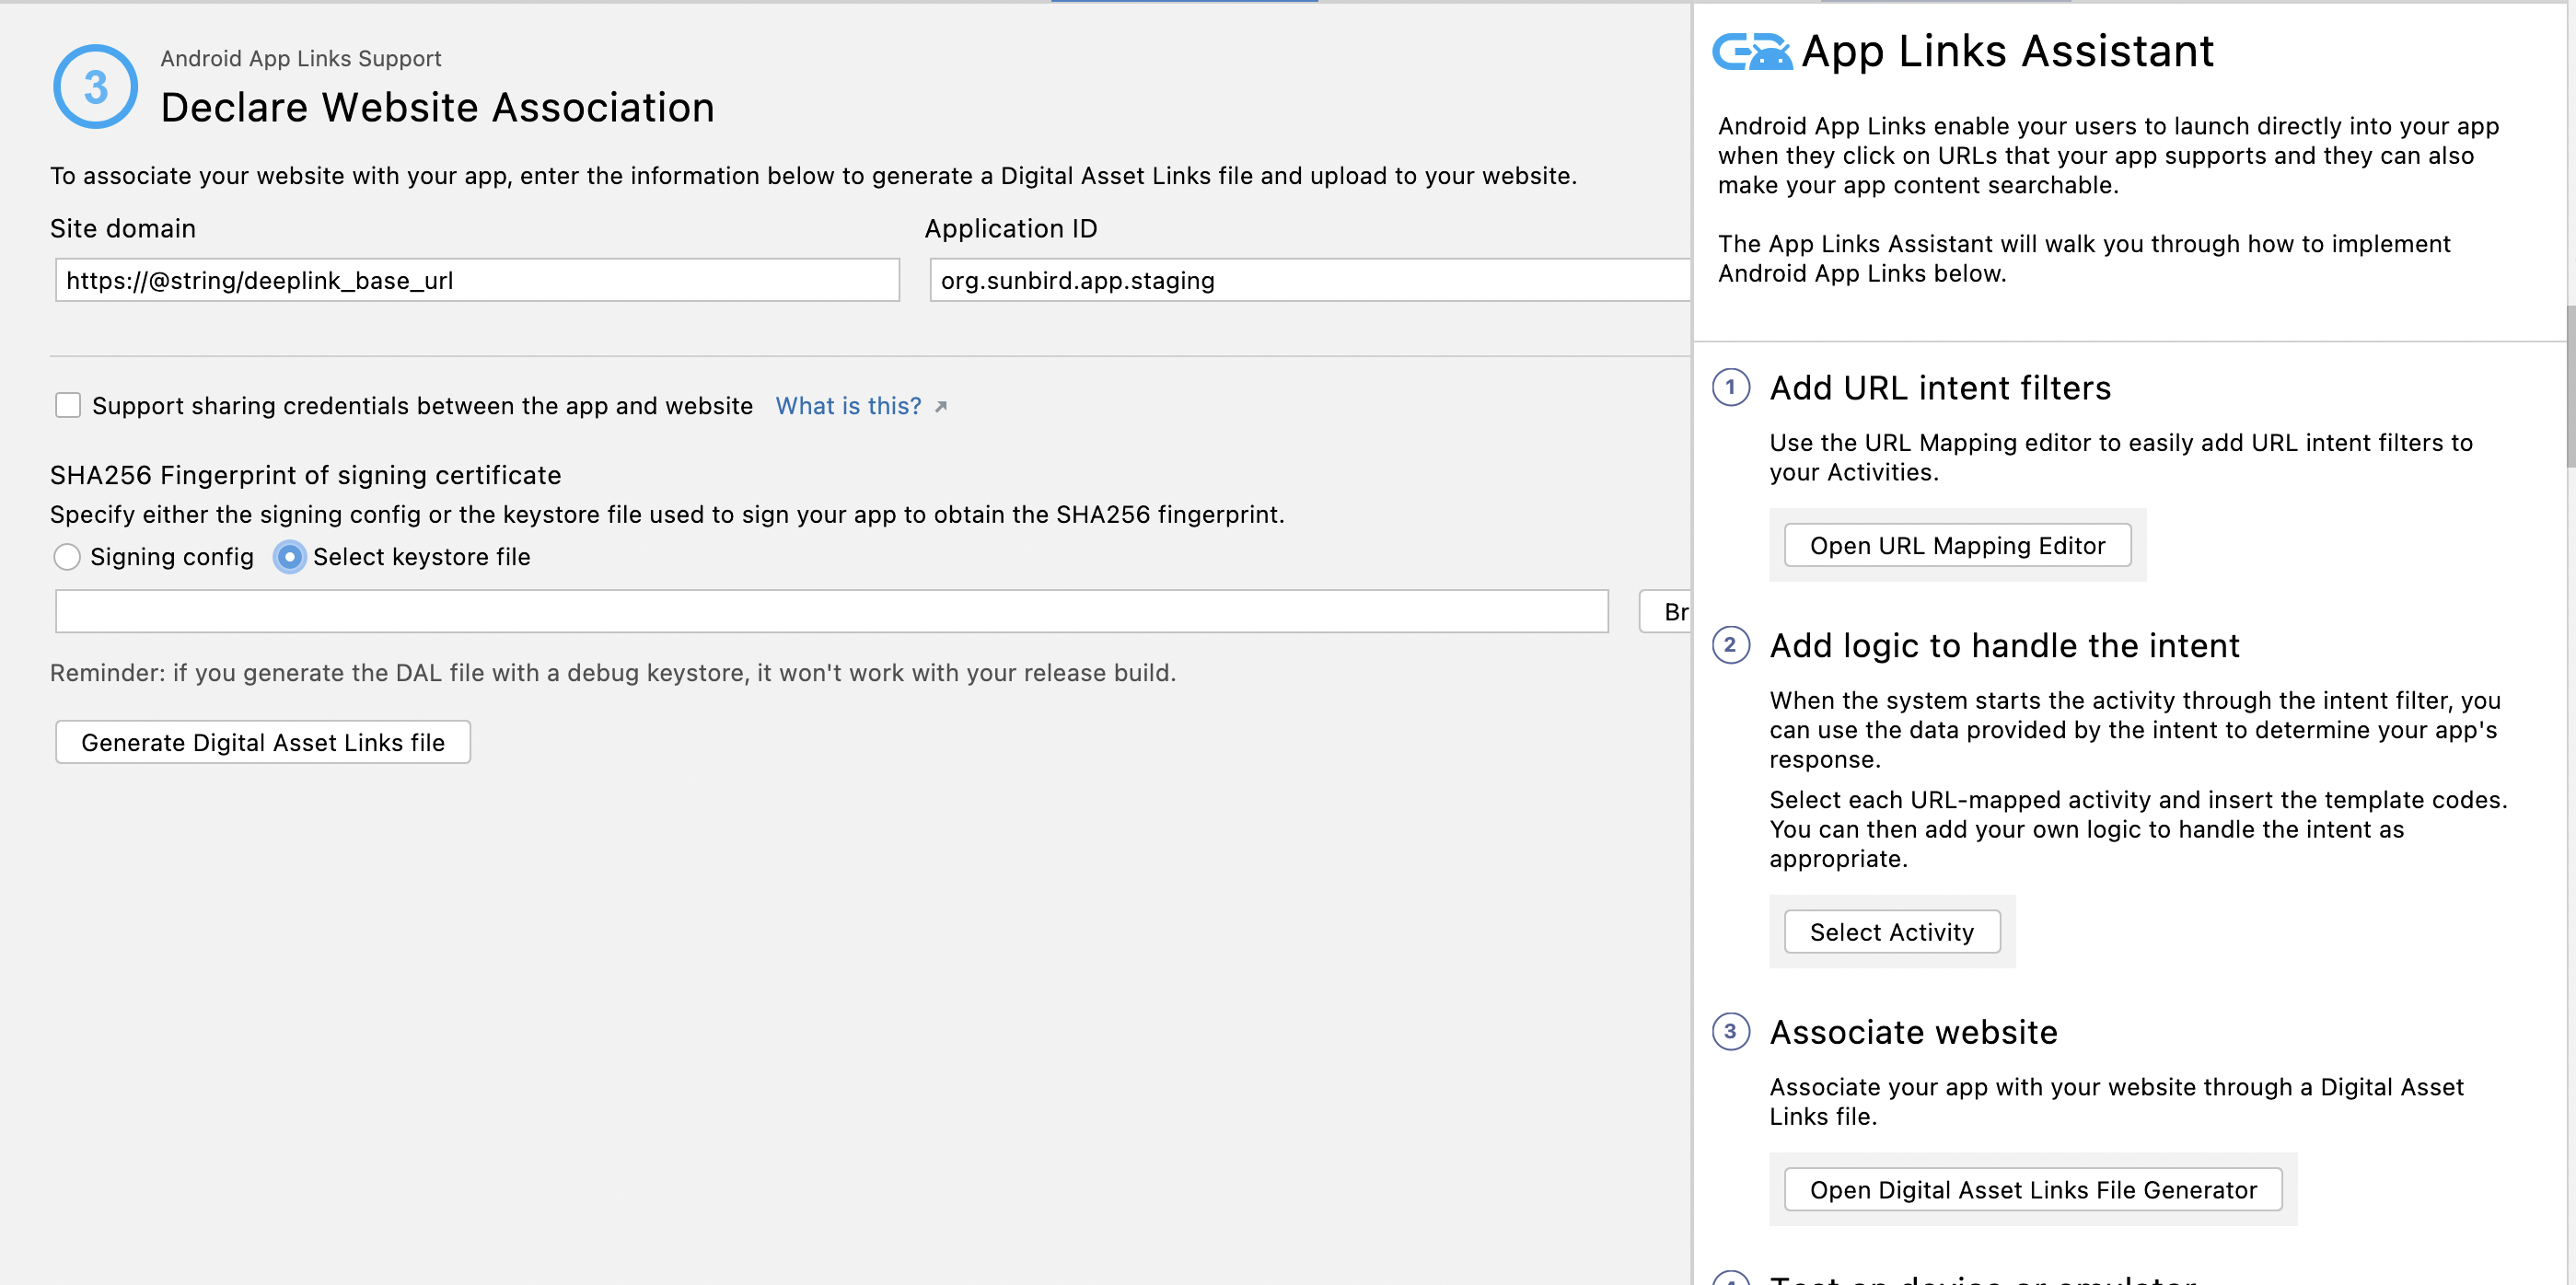 3
Android App Links Support
Declare Website Association
To associate your website with your app, enter the information below to generate a Digital Asset Links file and upload to your website.
Site domain
Application ID
https://@string/deeplink_base_url
org.sunbird.app.staging
Support sharing credentials between the app and website
What is this?
SHA256 Fingerprint of signing certificate
Specify either the signing config or the keystore file used to sign your app to obtain the SHA256 fingerprint.
Signing config
Select keystore file
Br
Reminder: if you generate the DAL file with a debug keystore, it won't work with your release build.
Generate Digital Asset Links file
App Links Assistant
Android App Links enable your users to launch directly into your app
when they click on URLs that your app supports and they can also
make your app content searchable.
The App Links Assistant will walk you through how to implement
Android App Links below.
1
Add URL intent filters
Use the URL Mapping editor to easily add URL intent filters to
your Activities.
Open URL Mapping Editor
2
Add logic to handle the intent
When the system starts the activity through the intent filter, you
can use the data provided by the intent to determine your app's
response.
Select each URL-mapped activity and insert the template codes.
You can then add your own logic to handle the intent as
appropriate.
Select Activity
3
Associate website
Associate your app with your website through a Digital Asset
Links file.
Open Digital Asset Links File Generator
Test on device or emulator